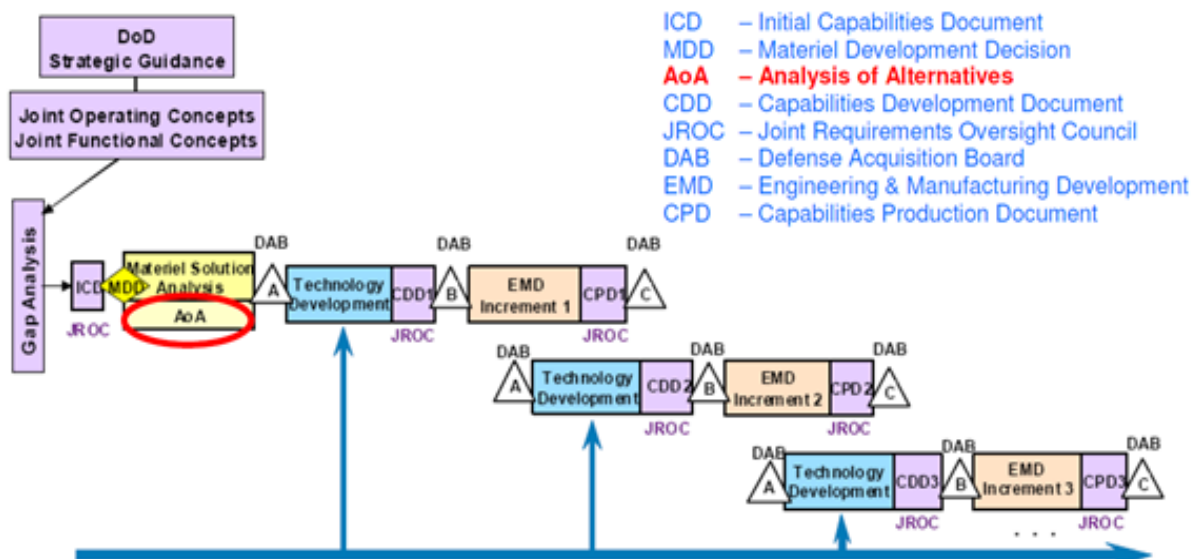 DoD
Strategic Guidance
Joint Operating Concepts
Joint Functional Concepts
ICD – Initial Capabilities Document
MDD – Materiel Development Decision
AoA – Analysis of Alternatives
CDD – Capabilities Development Document
JROC – Joint Requirements Oversight Council
DAB – Defense Acquisition Board
EMD – Engineering & Manufacturing Development
CPD – Capabilities Production Document
Gap Analysis
ICD
JROC
MDD
Materiel Solution
Analysis
AoA
DAB
A
Technology
Development
CDD1
JROC
DAB
B
EMD
Increment 1
CPD1
JROC
DAB
C
DAB
A
Technology
Development
CDD2
JROC
DAB
B
EMD
Increment 2
CPD2
JROC
DAB
C
DAB
A
Technology
Development
CDD3
JROC
DAB
B
EMD
Increment 3
CPD3
JROC
DAB
C
. . .